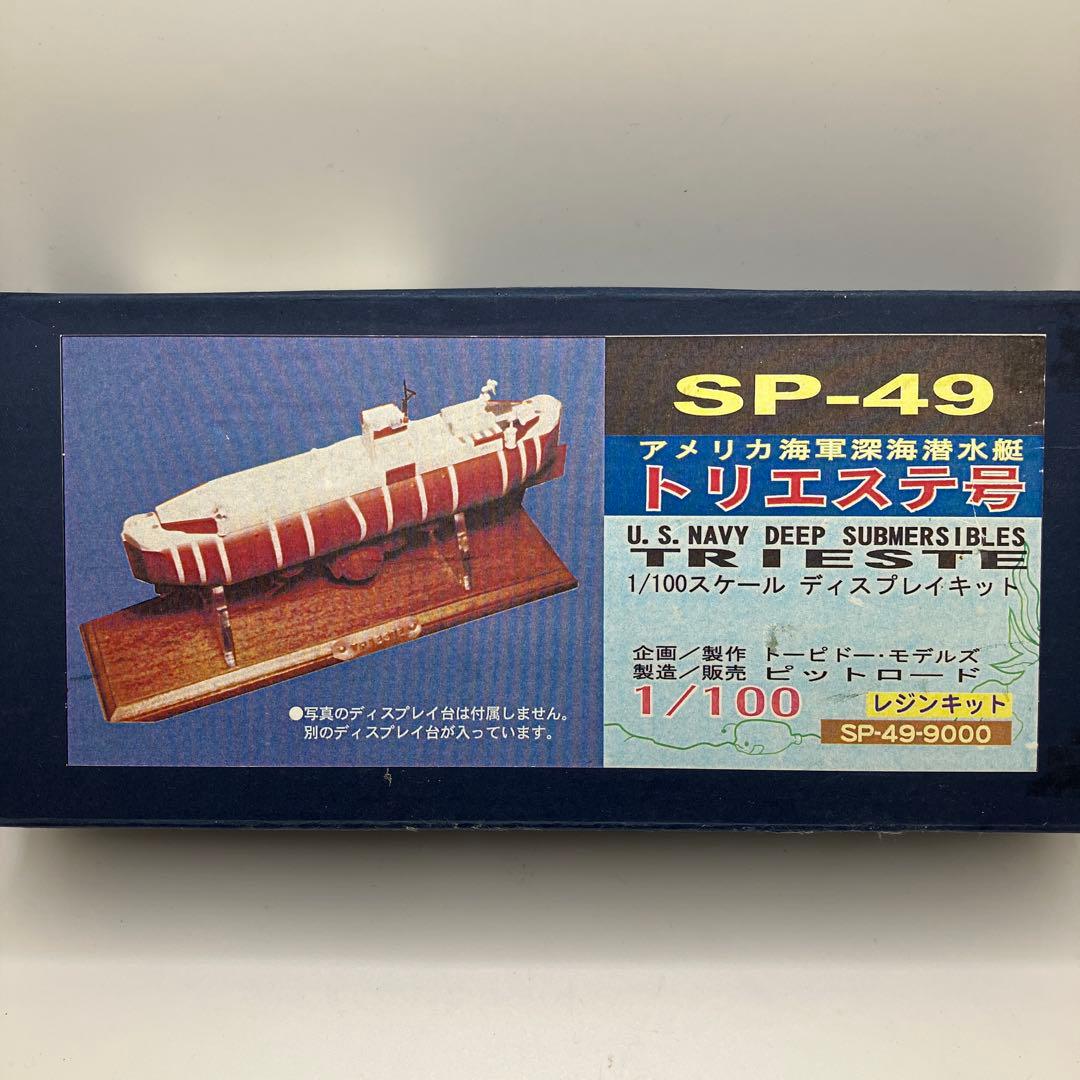 SP-49
アメリカ海軍深海潜水艇
トリエステ号
U.S. NAVY DEEP SUBMERSIBLES
TRIESTE
1/100スケール ディスプレイキット
企画/製作 トーピドー・モデルズ
製造/販売 ピットロード
1/100 レジンキット
SP-49-9000
●写真のディスプレイ台は付属しません。
別のディスプレイ台が入っています。
TRIESTE